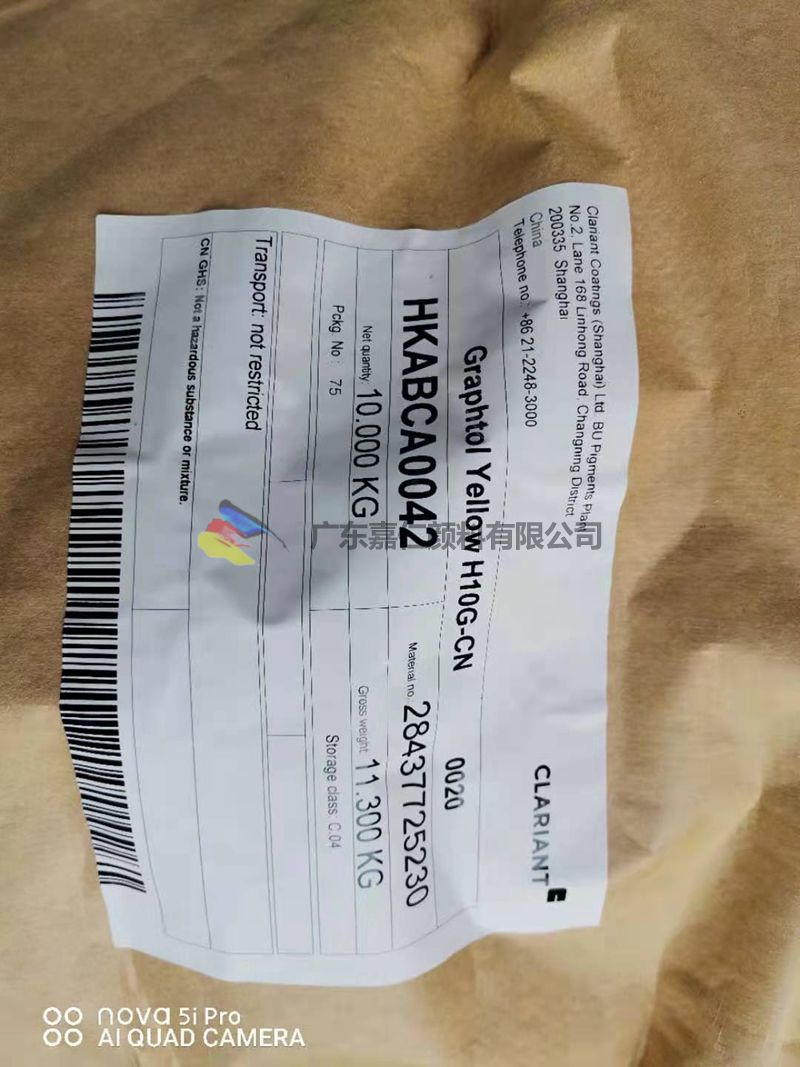 Clariant Coatings (Shanghai) Ltd. BU Pigments Plant
No.2, Lane 168 Linhong Road, Changning District
200335 Shanghai
China
Telephone no.: +86 21-2248-3000
CLARIANT
Graphtol Yellow H10G-CN 0020
HKABCA0042 Material no. 28437725230
Net quantity: 10.000 KG Gross weight: 11.300 KG
Pckg. No : 75 Storage class: C.04
Transport: not restricted
CN GHS: Not a hazardous substance or mixture.
广东嘉仁颜料有限公司
nova 5i Pro
AI QUAD CAMERA